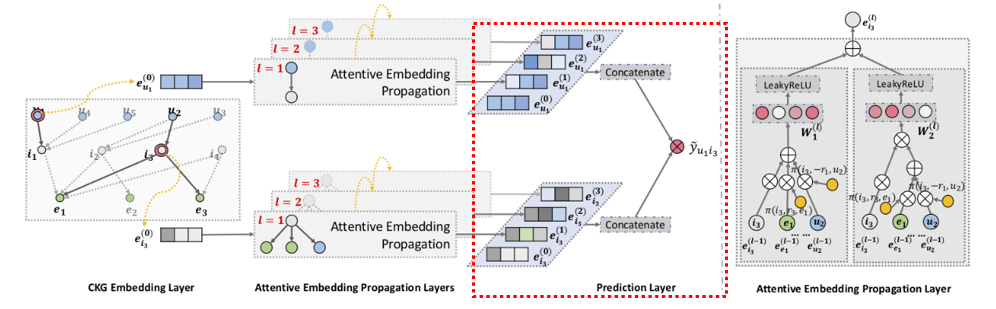 e_{u_1}^{(0)}
u_1
u_4
u_5
u_2
u_3
i_1
i_2
i_3
i_4
e_1
e_2
e_3
e_{i_3}^{(0)}
CKG Embedding Layer
l = 3
l = 2
l = 1
Attentive Embedding
Propagation
l = 3
l = 2
l = 1
Attentive Embedding
Propagation
Attentive Embedding Propagation Layers
e_{u_1}^{(3)}
e_{u_1}^{(2)}
e_{u_1}^{(1)}
e_{u_1}^{(0)}
Concatenate
ỹ_{u_1 i_3}
e_{i_3}^{(3)}
e_{i_3}^{(2)}
e_{i_3}^{(1)}
e_{i_3}^{(0)}
Concatenate
Prediction Layer
e_{i_3}^{(l)}
LeakyReLU
LeakyReLU
W_1^{(l)}
W_2^{(l)}
π(i_3, −r_1, u_2)
π(i_3, r_3, e_1)
i_3
e_1
u_2
... ...
e_{i_3}^{(l−1)}
e_{e_1}^{(l−1)}
e_{u_2}^{(l−1)}
π(i_3, −r_1, u_2)
π(i_3, r_3, e_1)
i_3
e_1
u_2
... ...
e_{i_3}^{(l−1)}
e_{e_1}^{(l−1)}
e_{u_2}^{(l−1)}
Attentive Embedding Propagation Layer